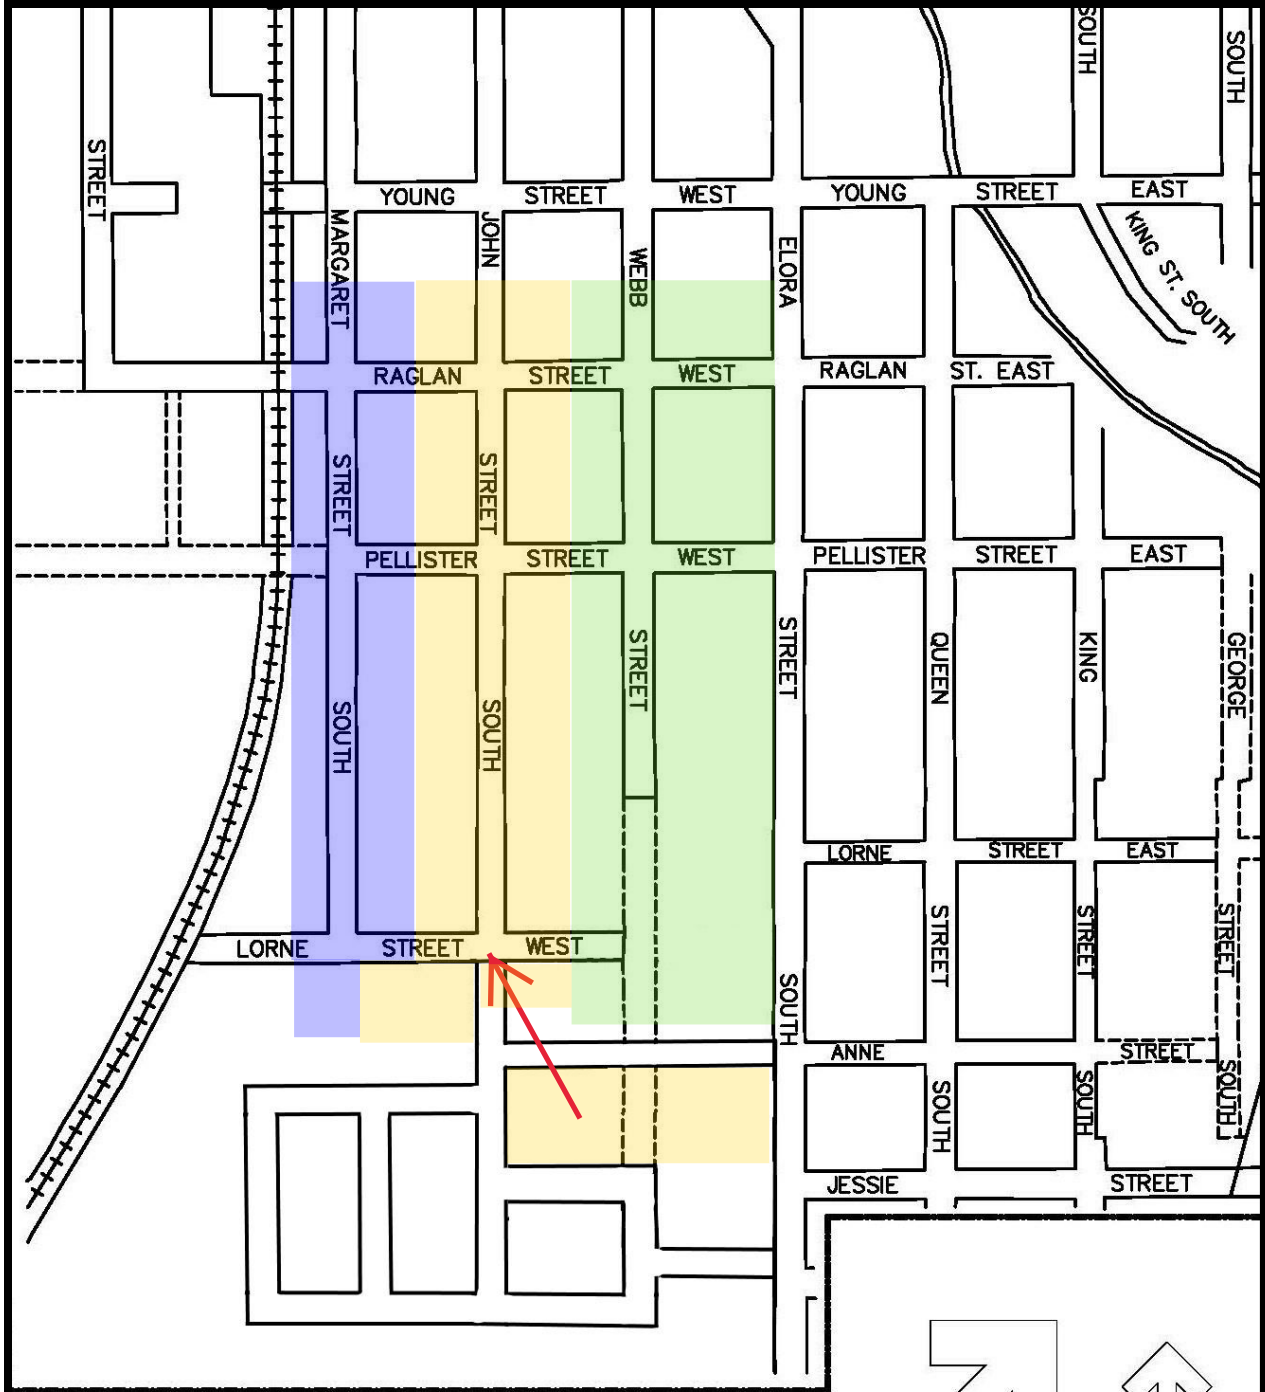 SOUTH
SOUTH
STREET
YOUNG STREET WEST YOUNG STREET EAST
MARGARET
JOHN
WEBB
ELORA
KING ST. SOUTH
RAGLAN STREET WEST RAGLAN ST. EAST
STREET
STREET
PELLISTER STREET WEST PELLISTER STREET EAST
STREET
STREET
QUEEN
KING
GEORGE
SOUTH
SOUTH
LORNE STREET EAST
STREET
STREET
STREET
LORNE STREET WEST
SOUTH
ANNE STREET
SOUTH
SOUTH
SOUTH
JESSIE STREET